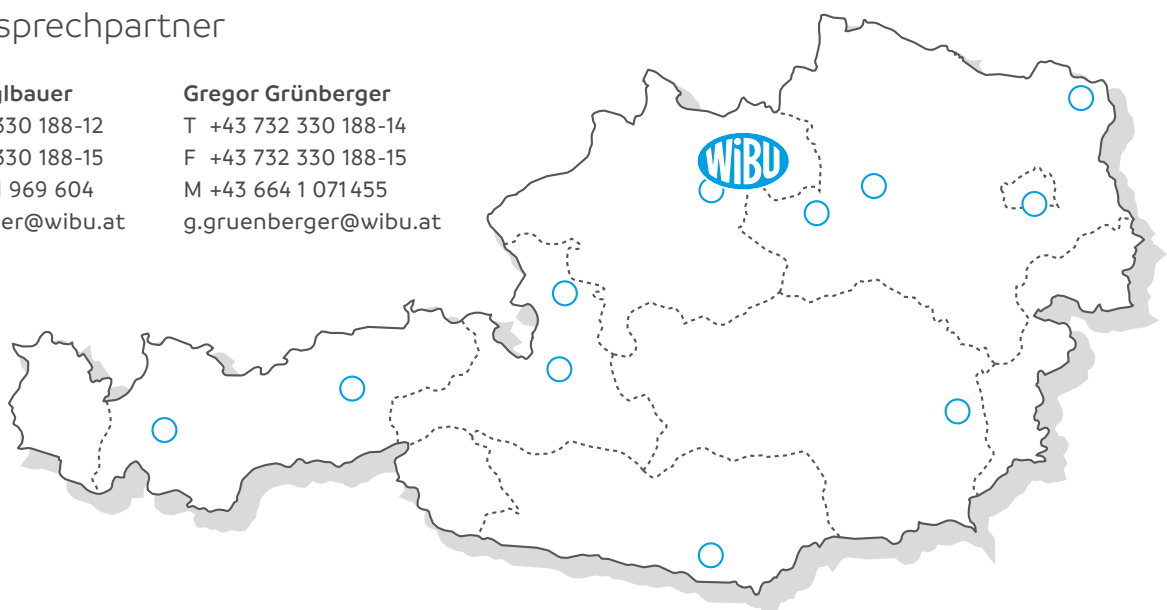 sprechpartner
glbauer
330 188-12
330 188-15
969 604
er@wibu.at
Gregor Grünberger
T +43 732 330 188-14
F +43 732 330 188-15
M +43 664 1 071 455
g.gruenberger@wibu.at
WiBU